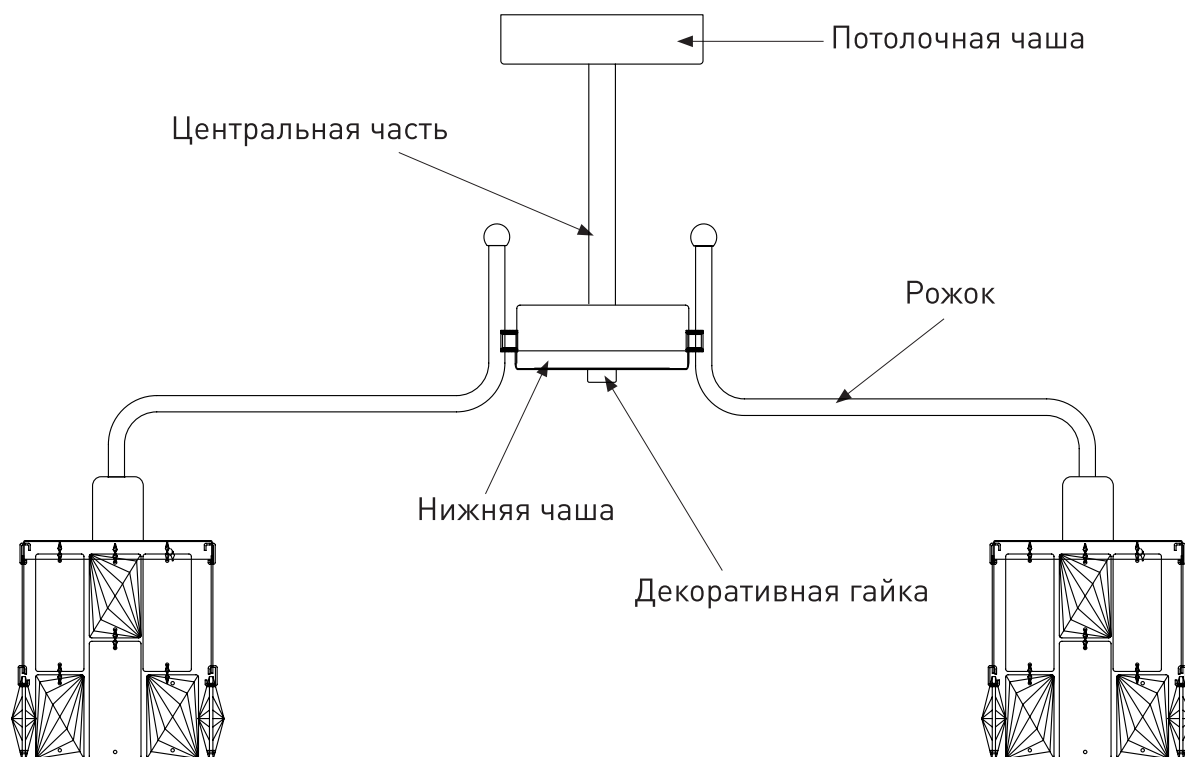 Потолочная чаша
Центральная часть
Рожок
Нижняя чаша
Декоративная гайка